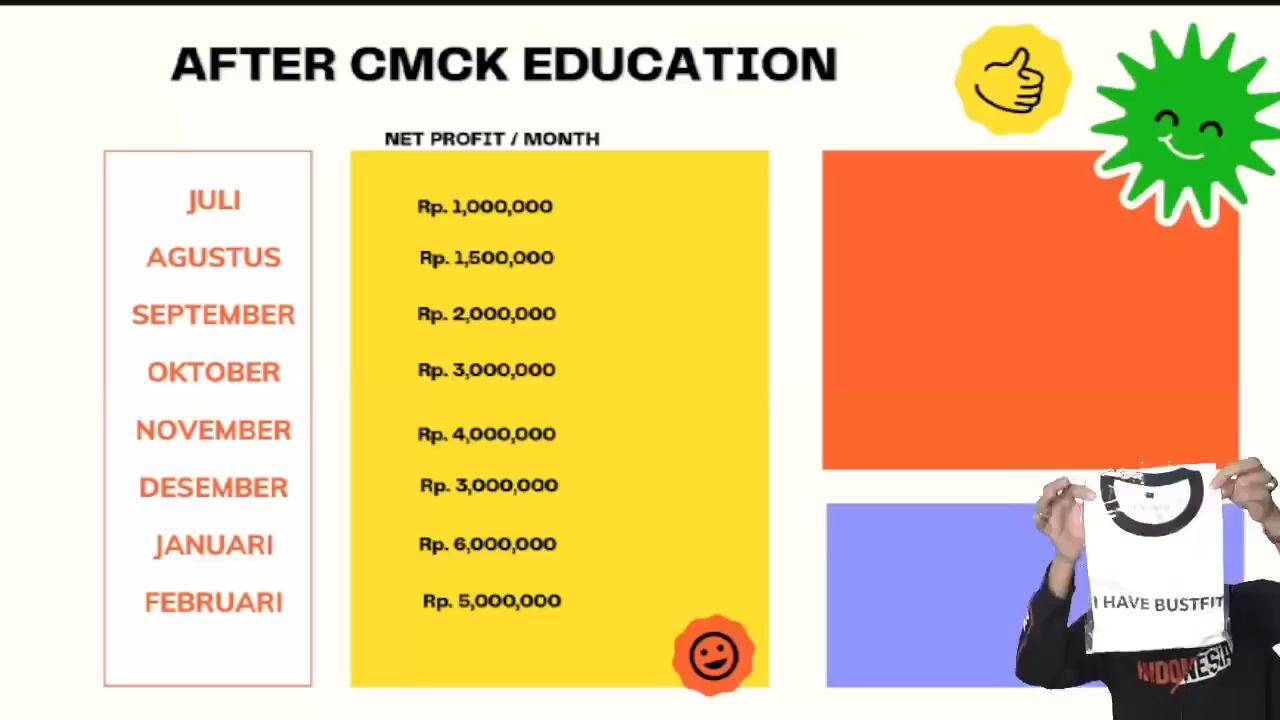 AFTER CMCK EDUCATION
NET PROFIT / MONTH
JULI
Rp. 1,000,000
AGUSTUS
Rp. 1,500,000
SEPTEMBER
Rp. 2,000,000
OKTOBER
Rp. 3,000,000
NOVEMBER
Rp. 4,000,000
DESEMBER
Rp. 3,000,000
JANUARI
Rp. 6,000,000
FEBRUARI
Rp. 5,000,000
I HAVE BUSTFIT
INDONESIA